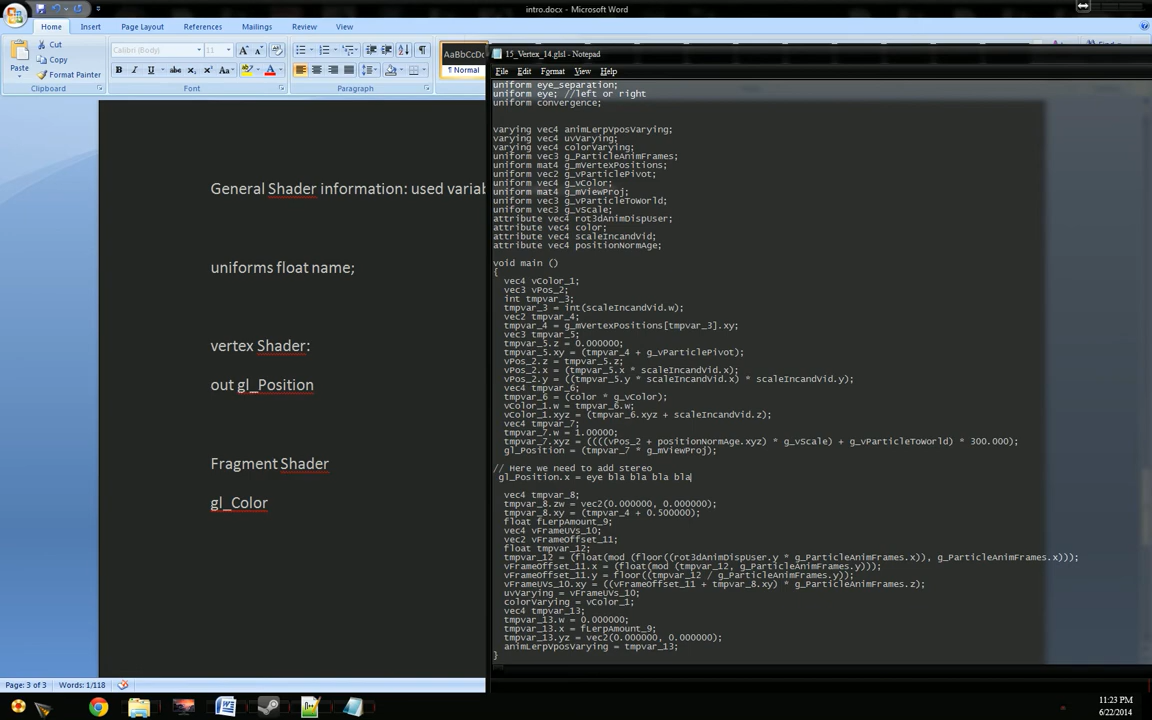 intro.docx - Microsoft Word
Home Insert Page Layout References Mailings Review View
Cut
Copy
Format Painter
Paste
Calibri (Body) 11
AaBbCcDc
¶ Normal
Clipboard Font Paragraph
General Shader information: used variab
uniforms float name;
vertex Shader:
out gl_Position
Fragment Shader
gl_Color
15_Vertex_14.glsl - Notepad
File Edit Format View Help
uniform eye_separation;
uniform eye; //left or right
uniform convergence;
varying vec4 animLerpVposVarying;
varying vec4 uvVarying;
varying vec4 colorVarying;
uniform vec3 g_ParticleAnimFrames;
uniform mat4 g_mVertexPositions;
uniform vec2 g_vParticlePivot;
uniform vec4 g_vColor;
uniform mat4 g_mViewProj;
uniform vec3 g_vParticleToWorld;
uniform vec3 g_vScale;
attribute vec4 rot3dAnimDispUser;
attribute vec4 color;
attribute vec4 scaleIncandVid;
attribute vec4 positionNormAge;
void main ()
{
vec4 vColor_1;
vec3 vPos_2;
int tmpvar_3;
tmpvar_3 = int(scaleIncandVid.w);
vec2 tmpvar_4;
tmpvar_4 = g_mVertexPositions[tmpvar_3].xy;
vec3 tmpvar_5;
tmpvar_5.z = 0.000000;
tmpvar_5.xy = (tmpvar_4 + g_vParticlePivot);
vPos_2.z = tmpvar_5.z;
vPos_2.x = (tmpvar_5.x * scaleIncandVid.x);
vPos_2.y = ((tmpvar_5.y * scaleIncandVid.x) * scaleIncandVid.y);
vec4 tmpvar_6;
tmpvar_6 = (color * g_vColor);
vColor_1.w = tmpvar_6.w;
vColor_1.xyz = (tmpvar_6.xyz + scaleIncandVid.z);
vec4 tmpvar_7;
tmpvar_7.w = 1.00000;
tmpvar_7.xyz = ((((vPos_2 + positionNormAge.xyz) * g_vScale) + g_vParticleToWorld) * 300.000);
gl_Position = (tmpvar_7 * g_mViewProj);
// Here we need to add stereo
gl_Position.x = eye bla bla bla bla
vec4 tmpvar_8;
tmpvar_8.zw = vec2(0.000000, 0.000000);
tmpvar_8.xy = (tmpvar_4 + 0.500000);
float fLerpAmount_9;
vec4 vFrameUVs_10;
vec2 vFrameOffset_11;
float tmpvar_12;
tmpvar_12 = (float(mod (floor((rot3dAnimDispUser.y * g_ParticleAnimFrames.x)), g_ParticleAnimFrames.x)));
vFrameOffset_11.x = (float(mod (tmpvar_12, g_ParticleAnimFrames.y)));
vFrameOffset_11.y = floor((tmpvar_12 / g_ParticleAnimFrames.y));
vFrameUVs_10.xy = ((vFrameOffset_11 + tmpvar_8.xy) * g_ParticleAnimFrames.z);
uvVarying = vFrameUVs_10;
colorVarying = vColor_1;
vec4 tmpvar_13;
tmpvar_13.w = 0.000000;
tmpvar_13.x = fLerpAmount_9;
tmpvar_13.yz = vec2(0.000000, 0.000000);
animLerpVposVarying = tmpvar_13;
}
Page: 3 of 3 Words: 1/118
11:23 PM
6/22/2014